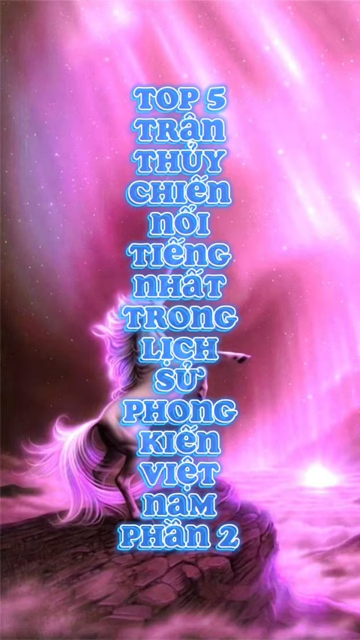 TOP 5
TRận
THỦY
CHIến
nổI
TIếng
nHấT
TRong
LỊCH
Sử
PHong
KIến
VIệT
nAM
PHần 2